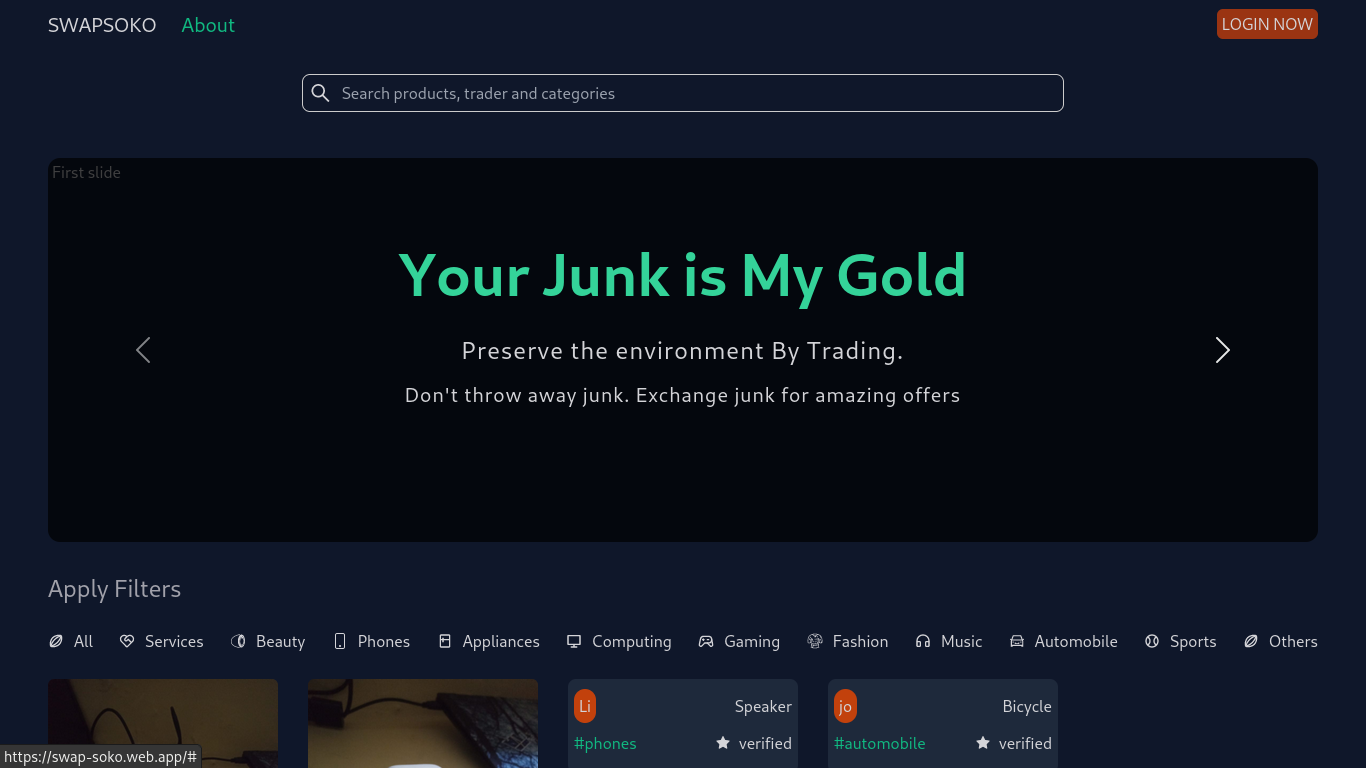 SWAPSOKO About LOGIN NOW
Search products, trader and categories
First slide
Your Junk is My Gold
Preserve the environment By Trading.
Don't throw away junk. Exchange junk for amazing offers
Apply Filters
All Services Beauty Phones Appliances Computing Gaming Fashion Music Automobile Sports Others
Li Speaker jo Bicycle
#phones verified #automobile verified
https://swap-soko.web.app/#